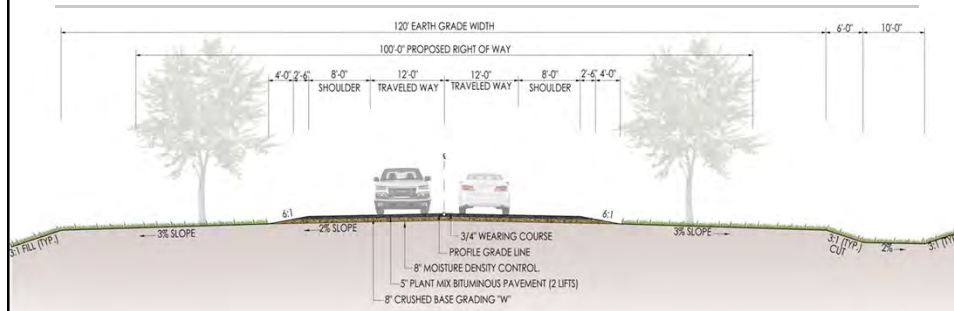 120' EARTH GRADE WIDTH
6'-0" 10'-0"
100'-0" PROPOSED RIGHT OF WAY
4'-0" 2'-6" 8'-0" 12'-0" 12'-0" 8'-0" 2'-6" 4'-0"
SHOULDER TRAVELED WAY TRAVELED WAY SHOULDER
6:1 6:1
3:1 FILL (TYP.)
3% SLOPE
2% SLOPE
3/4" WEARING COURSE
3% SLOPE
3:1 (TYP.)
CUT
2%
3:1 (TYP.)
PROFILE GRADE LINE
8" MOISTURE DENSITY CONTROL.
5" PLANT MIX BITUMINOUS PAVEMENT (2 LIFTS)
8" CRUSHED BASE GRADING "W"